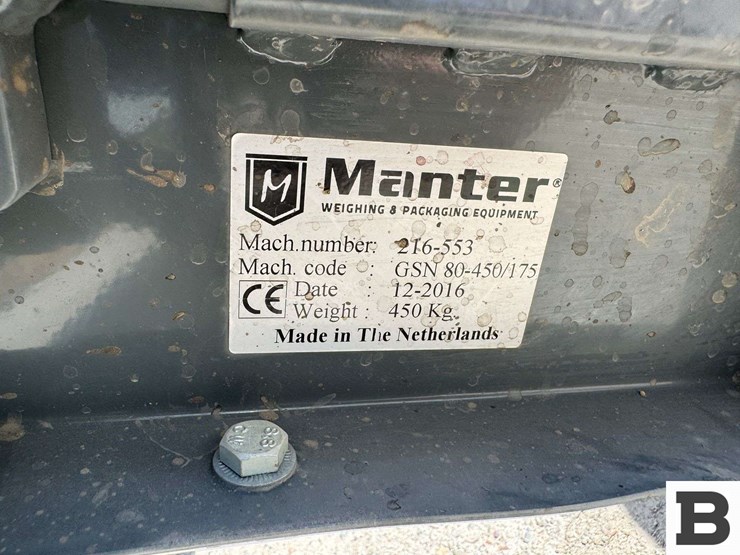 M Manter®
WEIGHING & PACKAGING EQUIPMENT
Mach.number: 216-553
Mach. code : GSN 80-450/175
CE Date : 12-2016
Weight : 450 Kg.
Made in The Netherlands
8.8
B